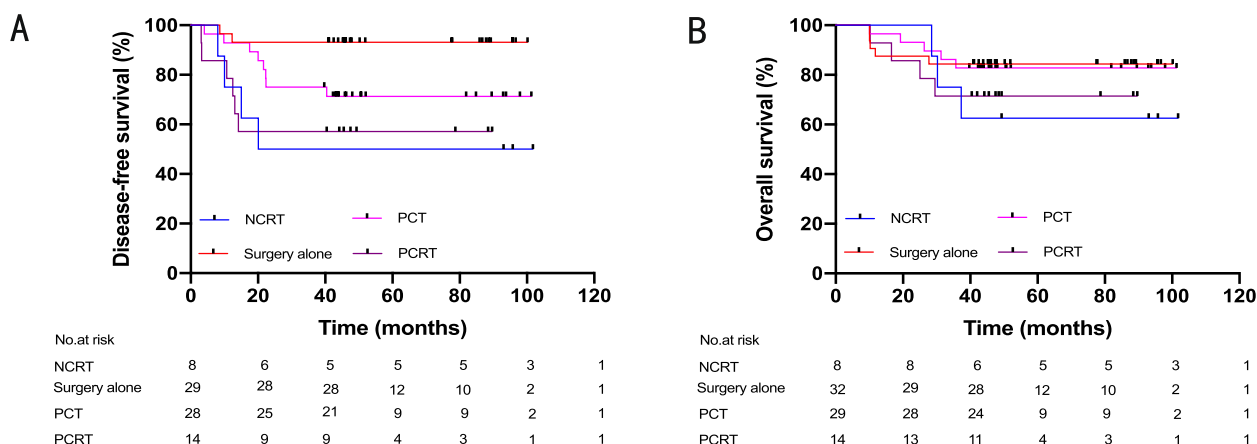 A
Disease-free survival (%)
100
80
60
40
20
0
NCRT
PCT
Surgery alone
PCRT
0 20 40 60 80 100 120
Time (months)
No.at risk
NCRT 8 6 5 5 5 3 1
Surgery alone 29 28 28 12 10 2 1
PCT 28 25 21 9 9 2 1
PCRT 14 9 9 4 3 1 1
B
Overall survival (%)
100
80
60
40
20
0
NCRT
PCT
Surgery alone
PCRT
0 20 40 60 80 100 120
Time (months)
No.at risk
NCRT 8 8 6 5 5 3 1
Surgery alone 32 29 28 12 10 2 1
PCT 29 28 24 9 9 2 1
PCRT 14 13 11 4 3 1 1